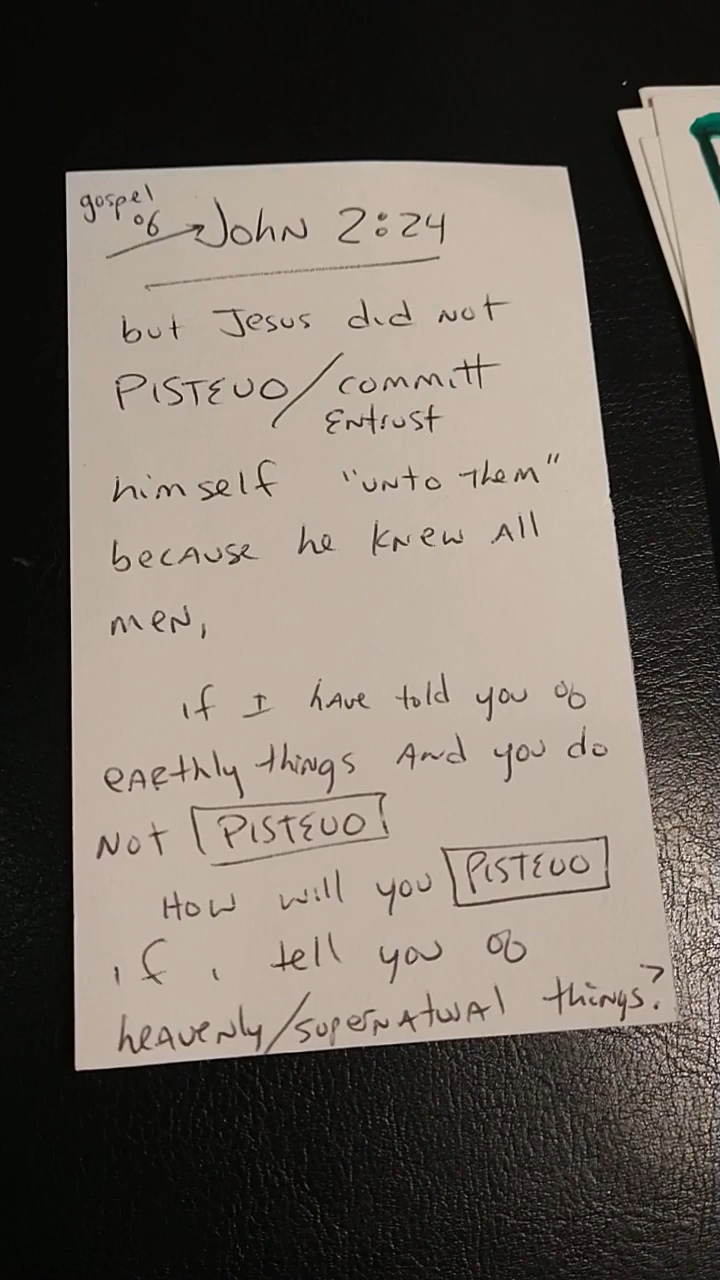 gospel
of
John 2:24
but Jesus did not
PISTEUO/committ
Entrust
himself "unto them"
because he knew All
men,
if I have told you of
earthly things And you do
Not PISTEUO
How will you PISTEUO
if i tell you of
heavenly/supernatural things?